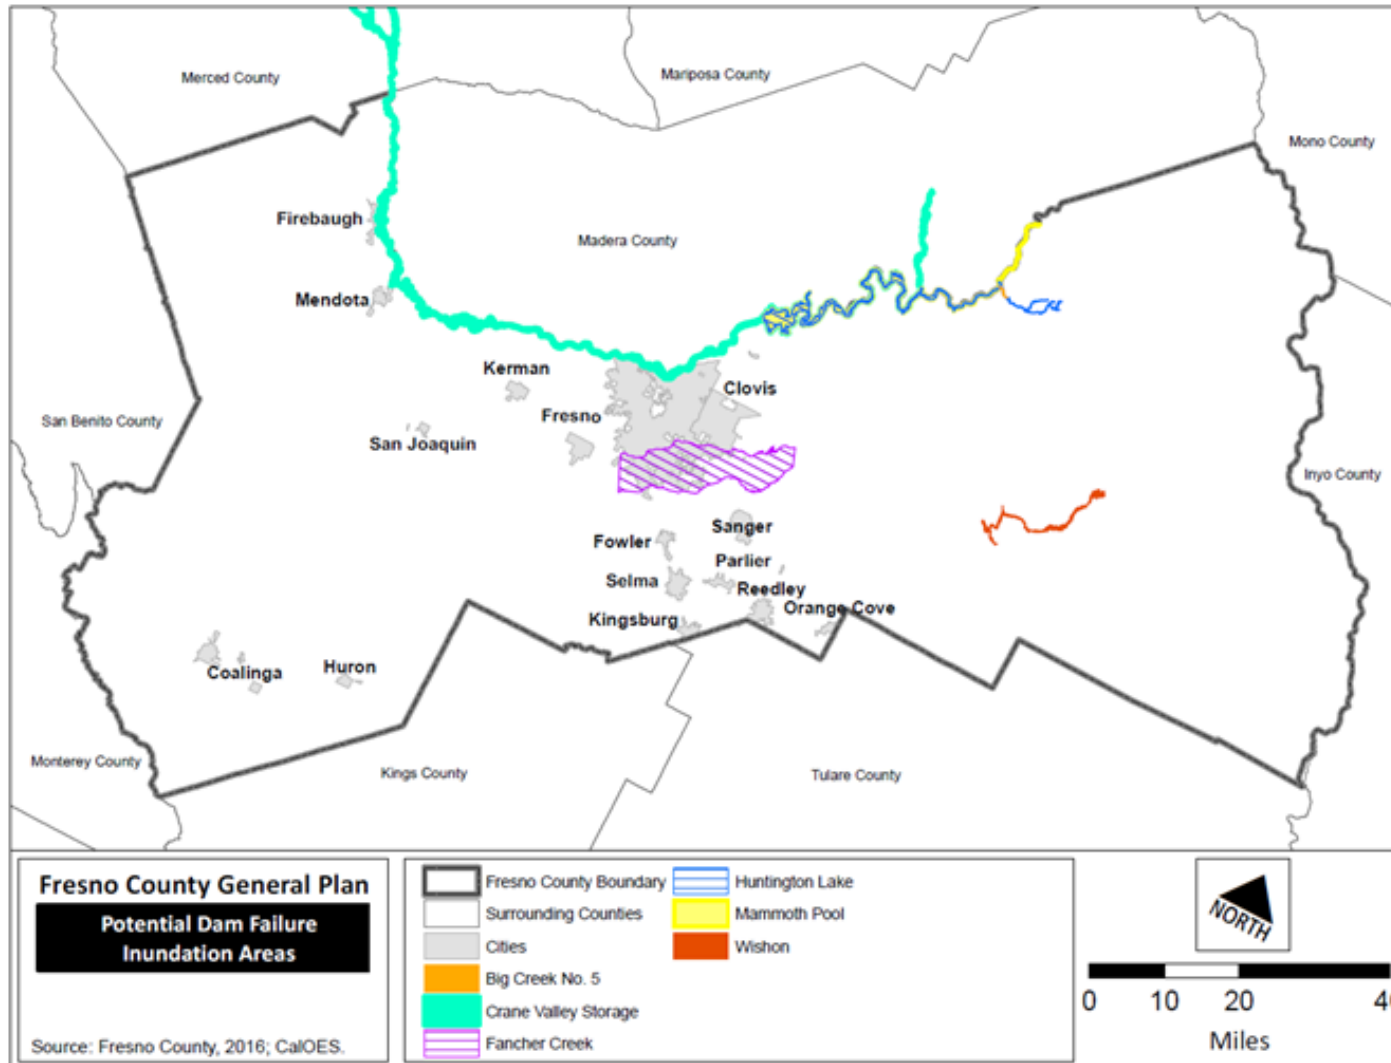 Merced County
Mariposa County
Mono County
Firebaugh
Madera County
Mendota
Kerman
Clovis
Fresno
San Benito County
San Joaquin
Inyo County
Sanger
Fowler
Parlier
Selma
Reedley
Orange Cove
Kingsburg
Coalinga
Huron
Monterey County
Kings County
Tulare County
Fresno County General Plan
Potential Dam Failure
Inundation Areas
Source: Fresno County, 2016; CalOES.
Fresno County Boundary
Surrounding Counties
Cities
Big Creek No. 5
Crane Valley Storage
Fancher Creek
Huntington Lake
Mammoth Pool
Wishon
NORTH
0 10 20
Miles